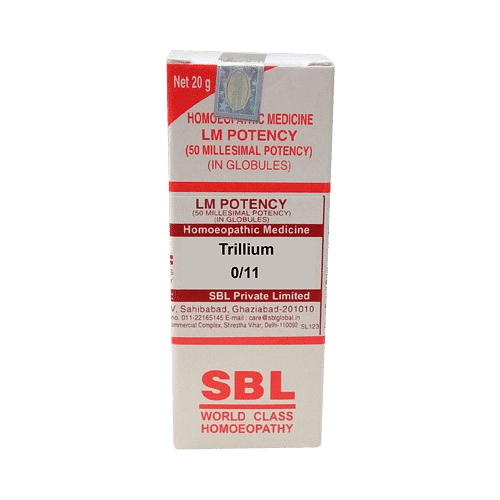 Net 20 g
HOMOEOPATHIC MEDICINE
LM POTENCY
(50 MILLESIMAL POTENCY)
(IN GLOBULES)
LM POTENCY
(50 MILLESIMAL POTENCY)
(IN GLOBULES)
Homoeopathic Medicine
Trillium
0/11
SBL Private Limited
V, Sahibabad, Ghaziabad-201010
no. 011-22165145 E-mail : care@sblglobal.in
ommercial Complex, Shrestha Vihar, Delhi-110092 SL123
SBL
WORLD CLASS
HOMOEOPATHY